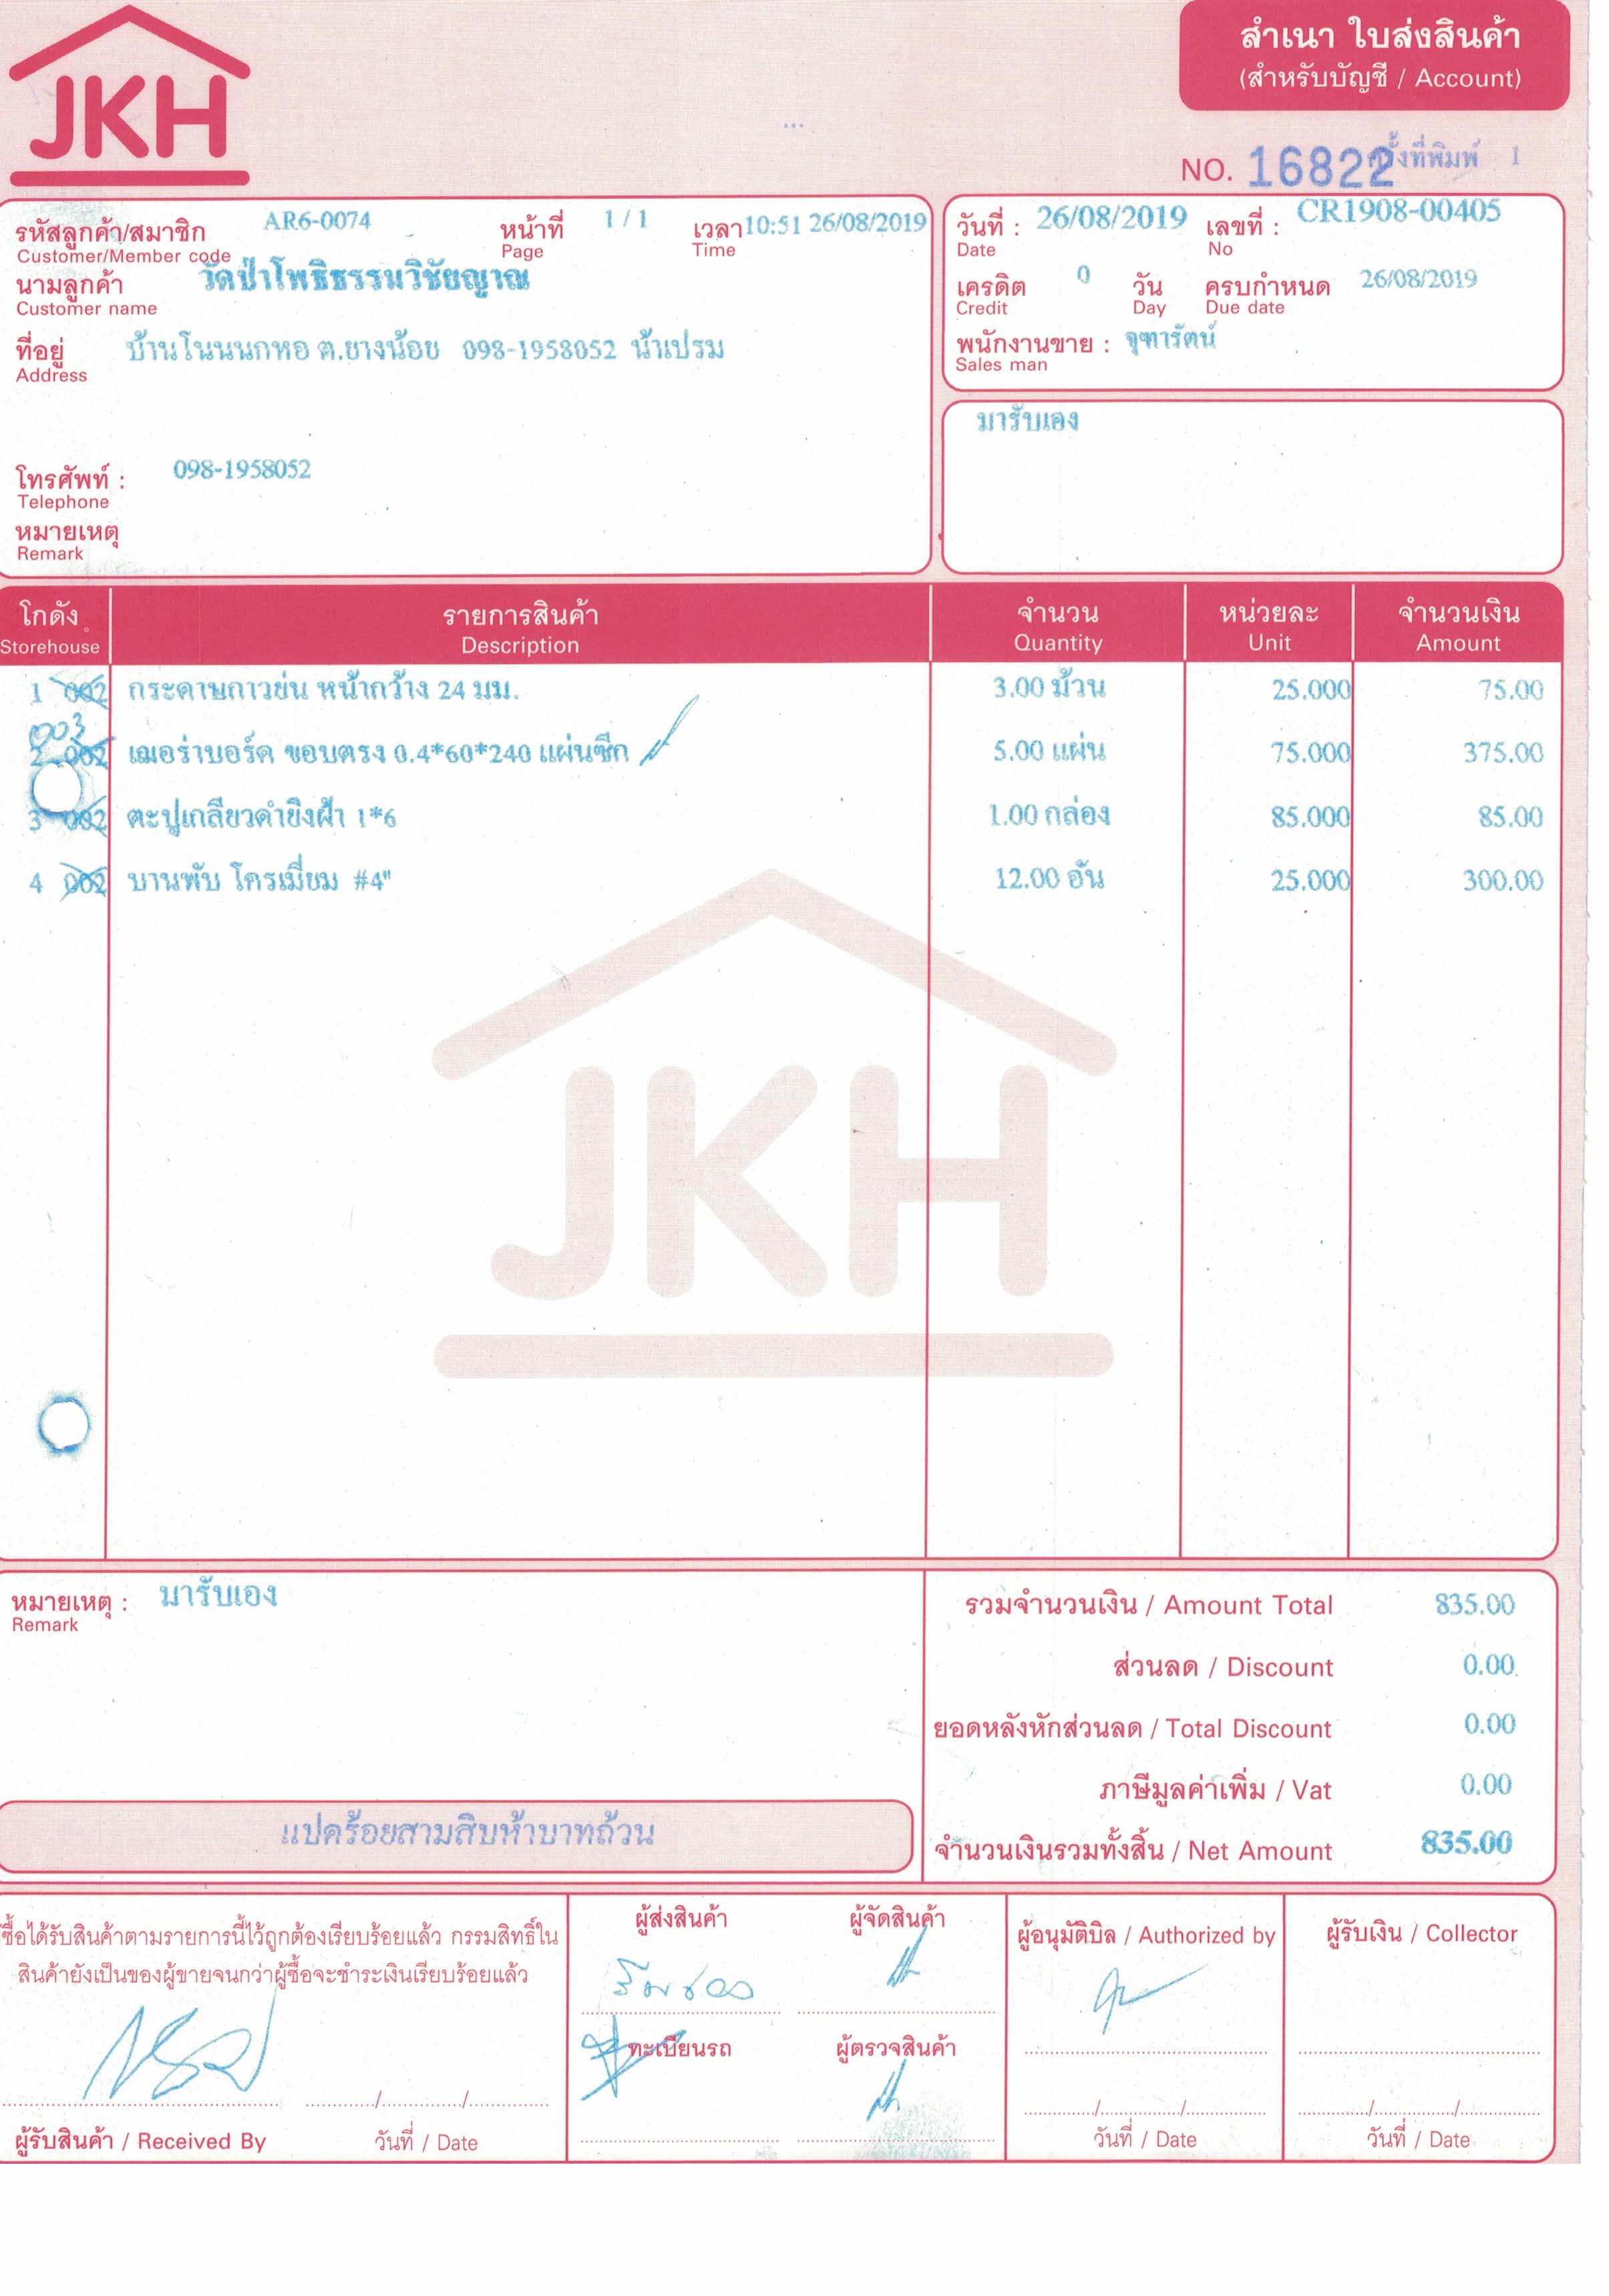 JKH
สำเนา ใบส่งสินค้า
(สำหรับบัญชี / Account)
NO. 16822 ครั้งที่พิมพ์ 1
รหัสลูกค้า/สมาชิก AR6-0074 หน้าที่ 1 / 1 เวลา 10:51 26/08/2019
Customer/Member code Page Time
นามลูกค้า วัดป่าโพธิธรรมวิชัยญาณ
Customer name
ที่อยู่ บ้านโนนนกหอ ต.ยางน้อย 098-1958052 น้าเปรม
Address
โทรศัพท์ : 098-1958052
Telephone
หมายเหตุ
Remark
วันที่ : 26/08/2019 เลขที่ : CR1908-00405
Date No
เครดิต 0 วัน ครบกำหนด 26/08/2019
Credit Day Due date
พนักงานขาย : จุฑารัตน์
Sales man
มารับเอง
โกดัง รายการสินค้า จำนวน หน่วยละ จำนวนเงิน
Storehouse Description Quantity Unit Amount
1 002 กระดาษกาวย่น หน้ากว้าง 24 มม. 3.00 ม้วน 25.000 75.00
003
2 002 เฌอร่าบอร์ด ขอบตรง 0.4*60*240 แผ่นซีก 5.00 แผ่น 75.000 375.00
3 002 ตะปูเกลียวดำยิงฝ้า 1*6 1.00 กล่อง 85.000 85.00
4 002 บานพับ โครเมี่ยม #4" 12.00 อัน 25.000 300.00
JKH
หมายเหตุ : มารับเอง
Remark
รวมจำนวนเงิน / Amount Total 835.00
ส่วนลด / Discount 0.00
ยอดหลังหักส่วนลด / Total Discount 0.00
ภาษีมูลค่าเพิ่ม / Vat 0.00
แปดร้อยสามสิบห้าบาทถ้วน
จำนวนเงินรวมทั้งสิ้น / Net Amount 835.00
ซื้อได้รับสินค้าตามรายการนี้ไว้ถูกต้องเรียบร้อยแล้ว กรรมสิทธิ์ใน
สินค้ายังเป็นของผู้ขายจนกว่าผู้ซื้อจะชำระเงินเรียบร้อยแล้ว
ผู้รับสินค้า / Received By วันที่ / Date
ผู้ส่งสินค้า ผู้จัดสินค้า
ทะเบียนรถ ผู้ตรวจสินค้า
ผู้อนุมัติบิล / Authorized by
วันที่ / Date
ผู้รับเงิน / Collector
วันที่ / Date